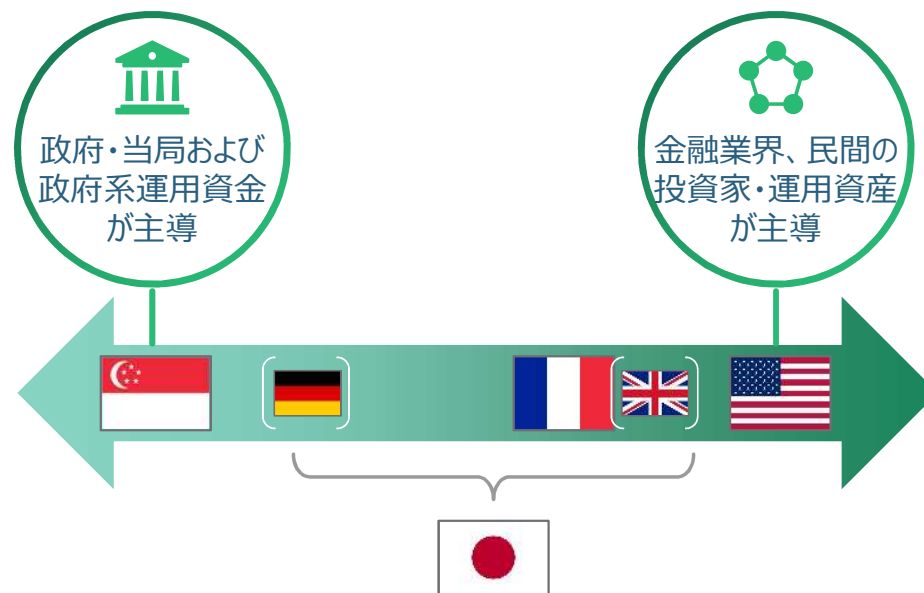 政府・当局および
政府系運用資金
が主導
金融業界、民間の
投資家・運用資産
が主導